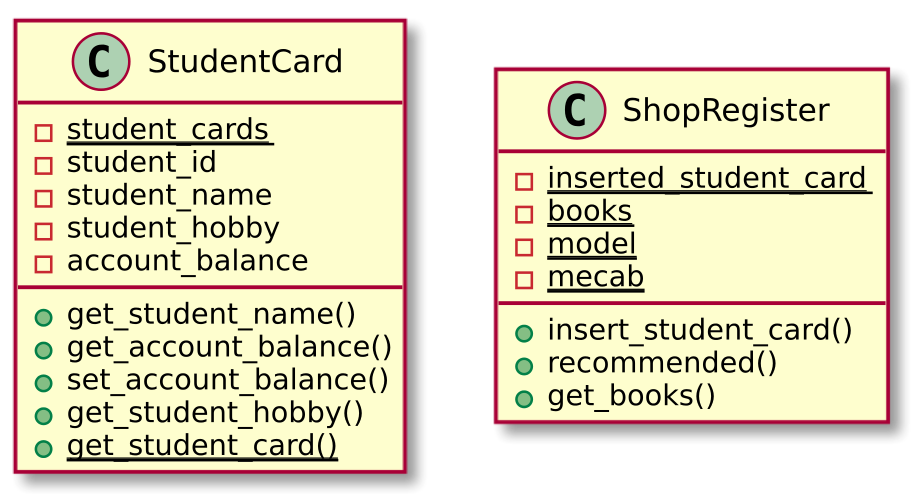 C StudentCard
student_cards
student_id
student_name
student_hobby
account_balance
get_student_name()
get_account_balance()
set_account_balance()
get_student_hobby()
get_student_card()
C ShopRegister
inserted_student_card
books
model
mecab
insert_student_card()
recommended()
get_books()